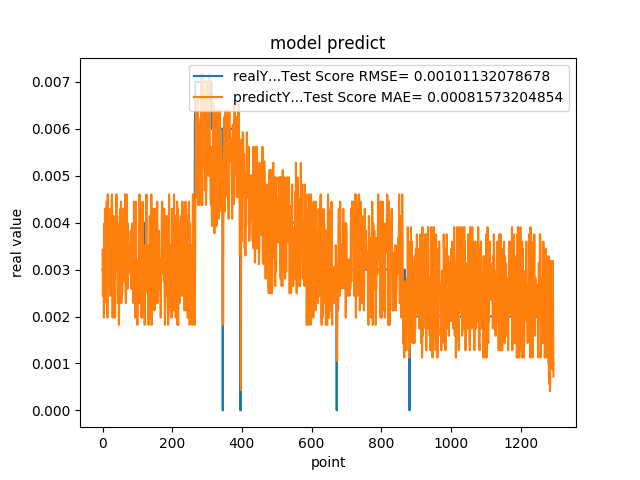 model predict
realY...Test Score RMSE= 0.00101132078678
predictY...Test Score MAE= 0.00081573204854
0.007
0.006
0.005
0.004
0.003
0.002
0.001
0.000
real value
0 200 400 600 800 1000 1200
point